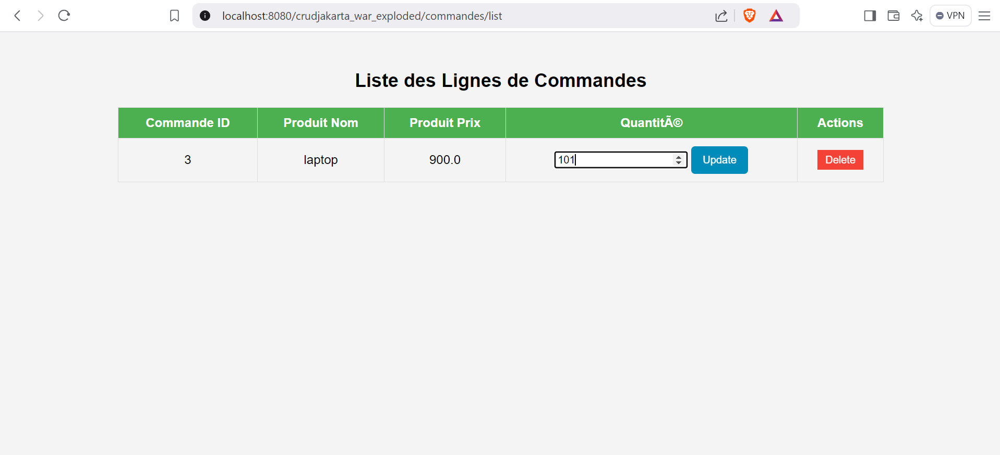 localhost:8080/crudjakarta_war_exploded/commandes/list
VPN
Liste des Lignes de Commandes
Commande ID Produit Nom Produit Prix QuantitÃ© Actions
3 laptop 900.0 101 Update Delete